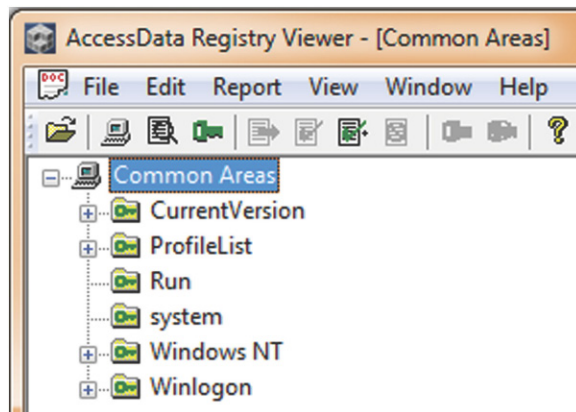 AccessData Registry Viewer - [Common Areas]
DOC
File Edit Report View Window Help
Common Areas
CurrentVersion
ProfileList
Run
system
Windows NT
Winlogon